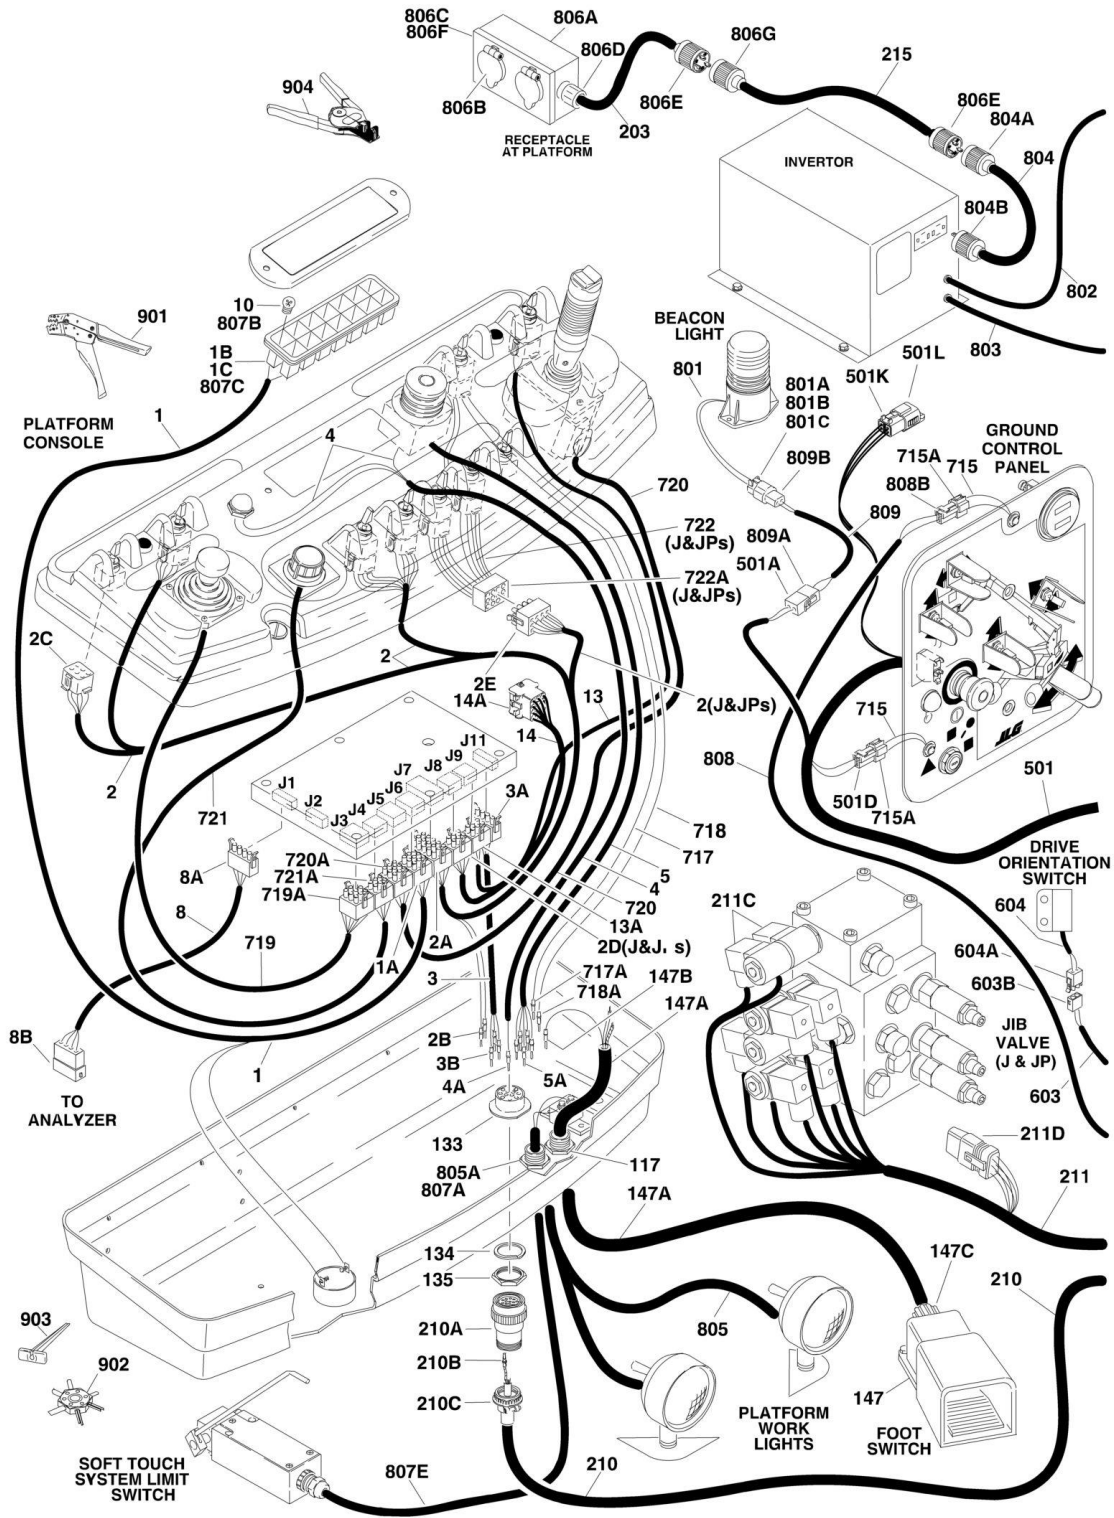 806C
806F
806A
806D
806G
215
806B
806E
203
RECEPTACLE
AT PLATFORM
904
806E
804A
804
INVERTOR
804B
802
803
10
807B
901
1B
1C
807C
PLATFORM
CONSOLE
1
BEACON
LIGHT
801
801A
801B
801C
809B
501L
501K
GROUND
CONTROL
PANEL
715A
715
808B
809
4
720
722
(J&JPs)
809A
501A
722A
(J&JPs)
2C
2
2E
14A
13
2(J&JPs)
14
715
JLG
808
501D
715A
501
2
721
J1
J2
J3
J4
J5
J6
J7
J8
J9
J11
3A
718
717
5
4
720
13A
720A
721A
719A
8A
8
719
1A
2A
3
717A
718A
147B
147A
DRIVE
ORIENTATION
SWITCH
604
604A
603B
211C
JIB
VALVE
(J & JP)
603
8B
TO
ANALYZER
1
2B
3B
4A
5A
133
805A
807A
117
147A
211D
211
134
135
147C
210
903
210A
805
902
210B
210C
147
PLATFORM
WORK
LIGHTS
FOOT
SWITCH
SOFT TOUCH
SYSTEM LIMIT
SWITCH
807E
210